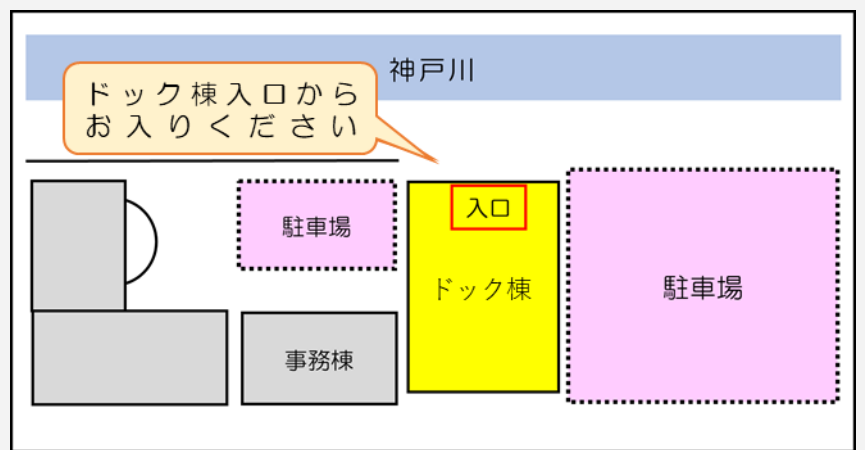 神戸川
ドック棟入口から
お入りください
入口
駐車場
ドック棟
駐車場
事務棟